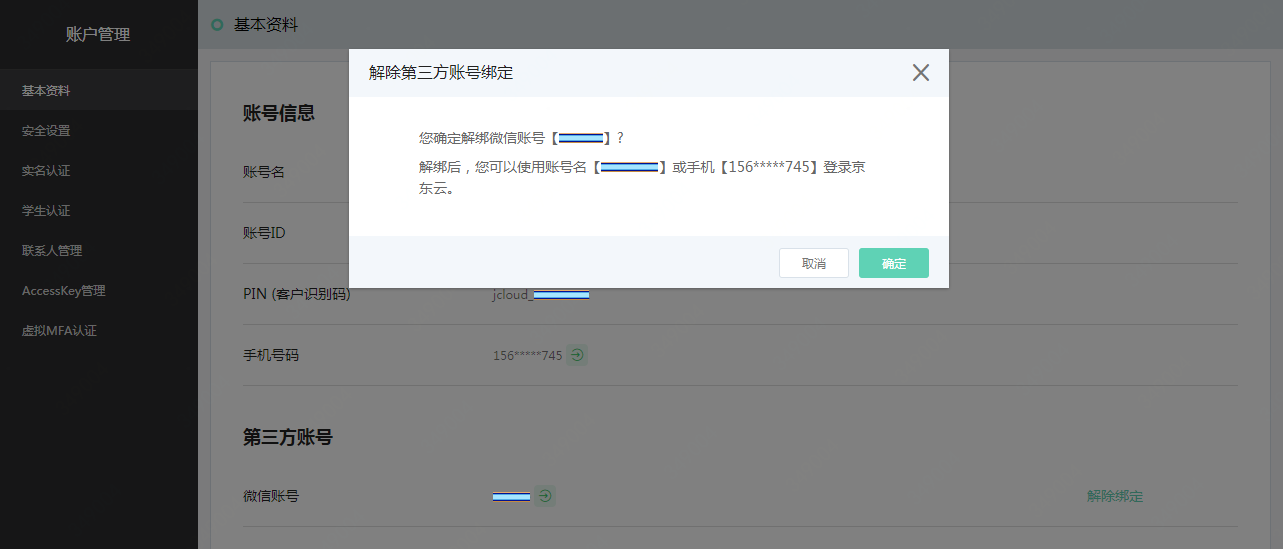 账户管理
基本资料
基本资料
安全设置
实名认证
学生认证
联系人管理
AccessKey管理
虚拟MFA认证
解除第三方账号绑定
您确定解绑微信账号【】?
解绑后，您可以使用账号名【】或手机【156*****745】登录京
东云。
取消
确定
账号信息
账号名
账号ID
PIN (客户识别码)
jcloud_
手机号码
156*****745
第三方账号
微信账号
解除绑定